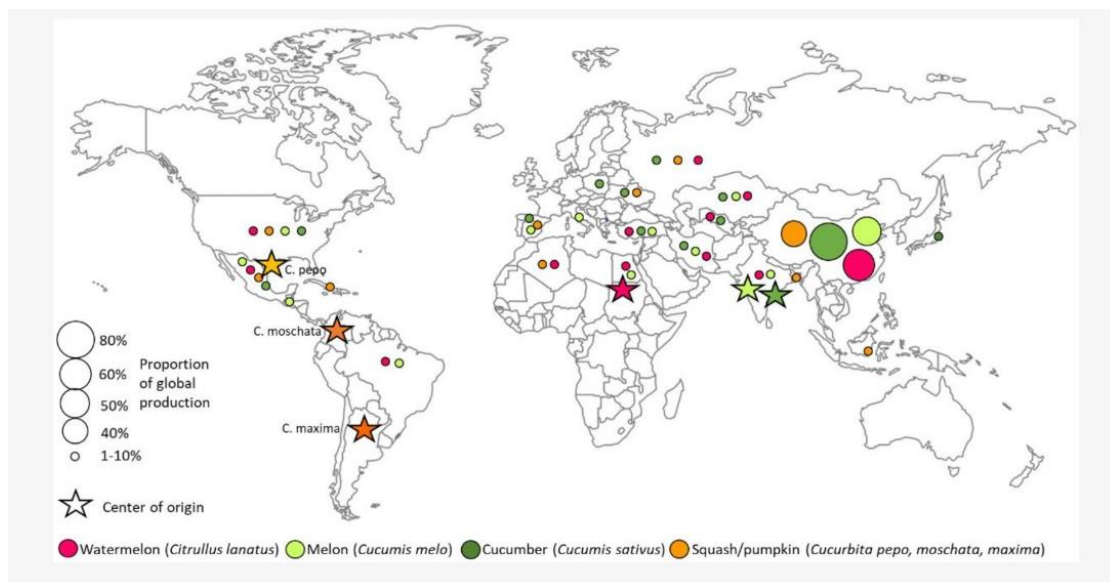 C. pepo
C. moschata
C. maxima
80%
60%
50%
40%
1-10%
Proportion
of global
production
Center of origin
Watermelon (Citrullus lanatus) Melon (Cucumis melo) Cucumber (Cucumis sativus) Squash/pumpkin (Cucurbita pepo, moschata, maxima)